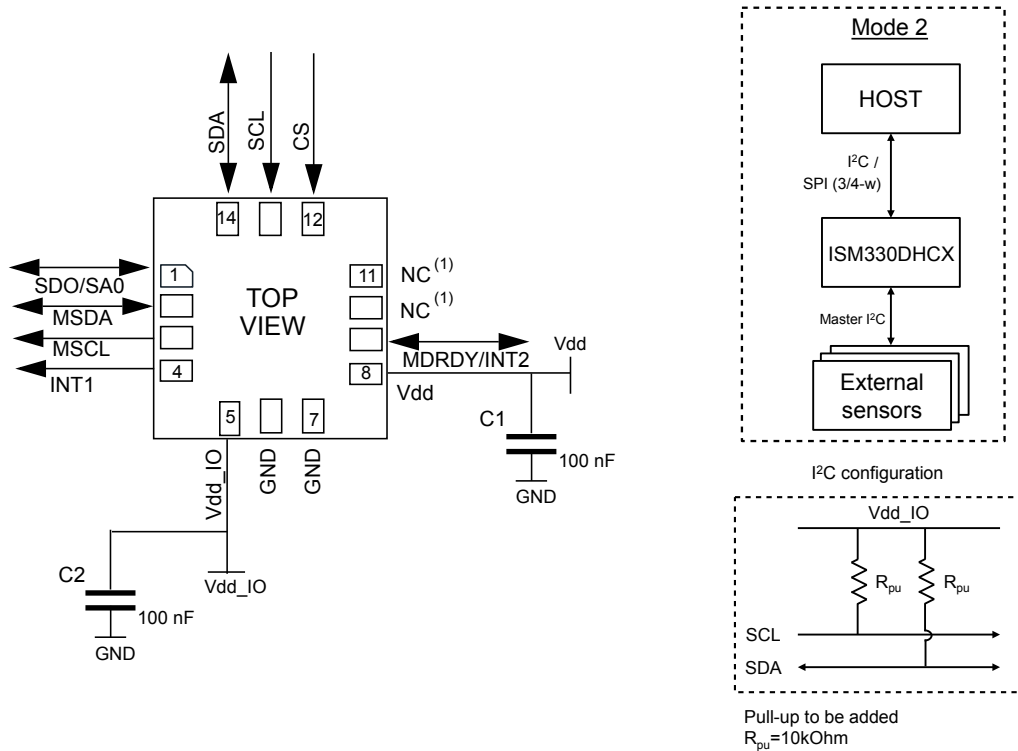 SDA
SCL
CS
14
12
1
11
NC (1)
NC (1)
TOP
VIEW
SDO/SA0
MSDA
MSCL
4
INT1
MDRDY/INT2
8
Vdd
Vdd
5
7
Vdd_IO
GND
GND
C1
100 nF
GND
C2
100 nF
GND
Vdd_IO
Mode 2
HOST
I²C /
SPI (3/4-w)
ISM330DHCX
Master I²C
External
sensors
I²C configuration
Vdd_IO
Rpu
Rpu
SCL
SDA
Pull-up to be added
Rpu=10kOhm